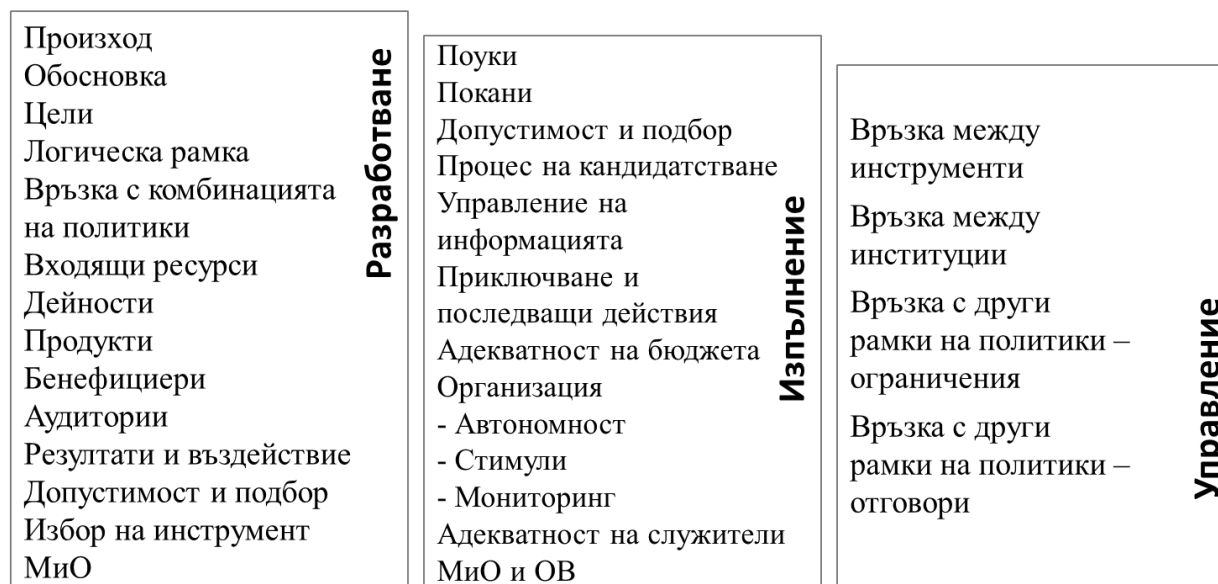 Произход
Обосновка
Цели
Логическа рамка
Връзка с комбинацията
на политики
Входящи ресурси
Дейности
Продукти
Бенефициери
Аудитории
Резултати и въздействие
Допустимост и подбор
Избор на инструмент
МиО
Разработване
Поуки
Покани
Допустимост и подбор
Процес на кандидатстване
Управление на
информацията
Приключване и
последващи действия
Адекватност на бюджета
Организация
- Автономност
- Стимули
- Мониторинг
Адекватност на служители
МиО и ОВ
Изпълнение
Връзка между
инструменти
Връзка между
институции
Връзка с други
рамки на политики –
ограничения
Връзка с други
рамки на политики –
отговори
Управление